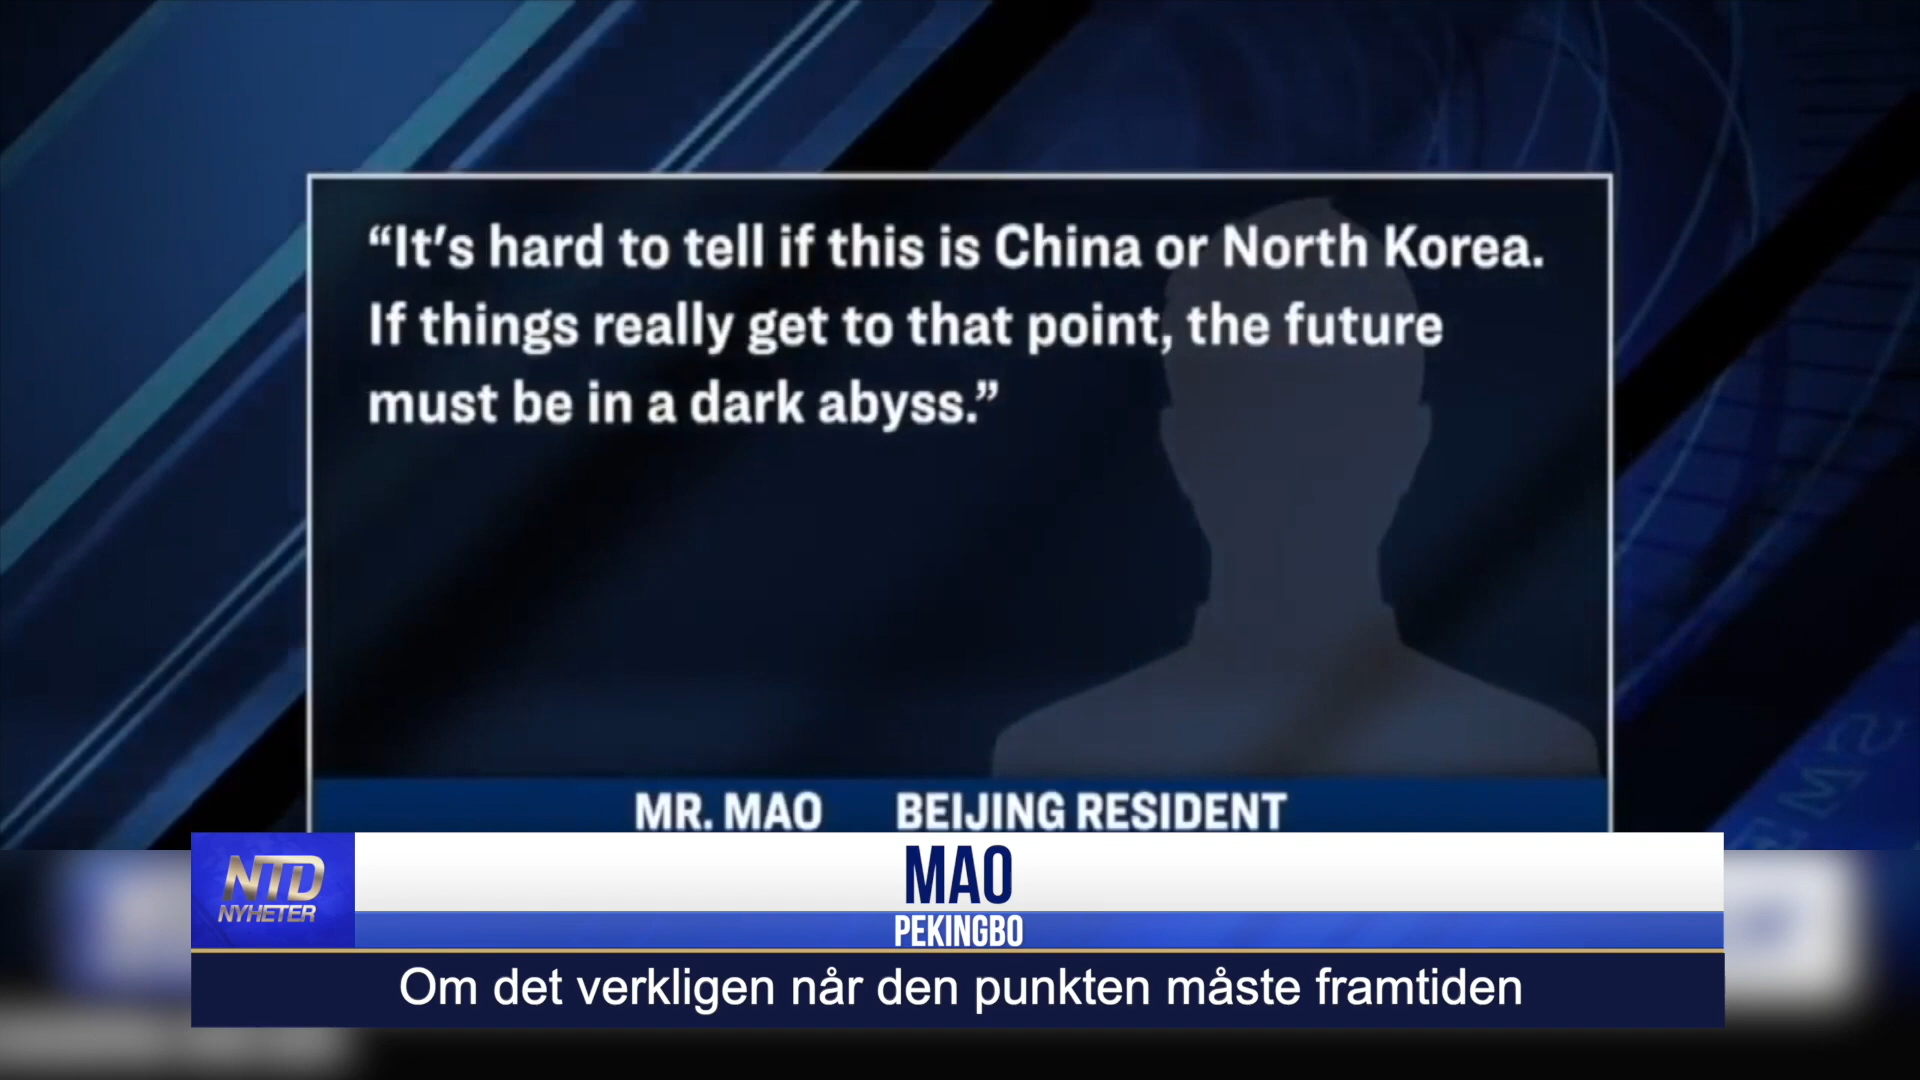 “It's hard to tell if this is China or North Korea.
If things really get to that point, the future
must be in a dark abyss.”
MR. MAO BEIJING RESIDENT
NTD
NYHETER
MAO
PEKINGBO
Om det verkligen når den punkten måste framtiden